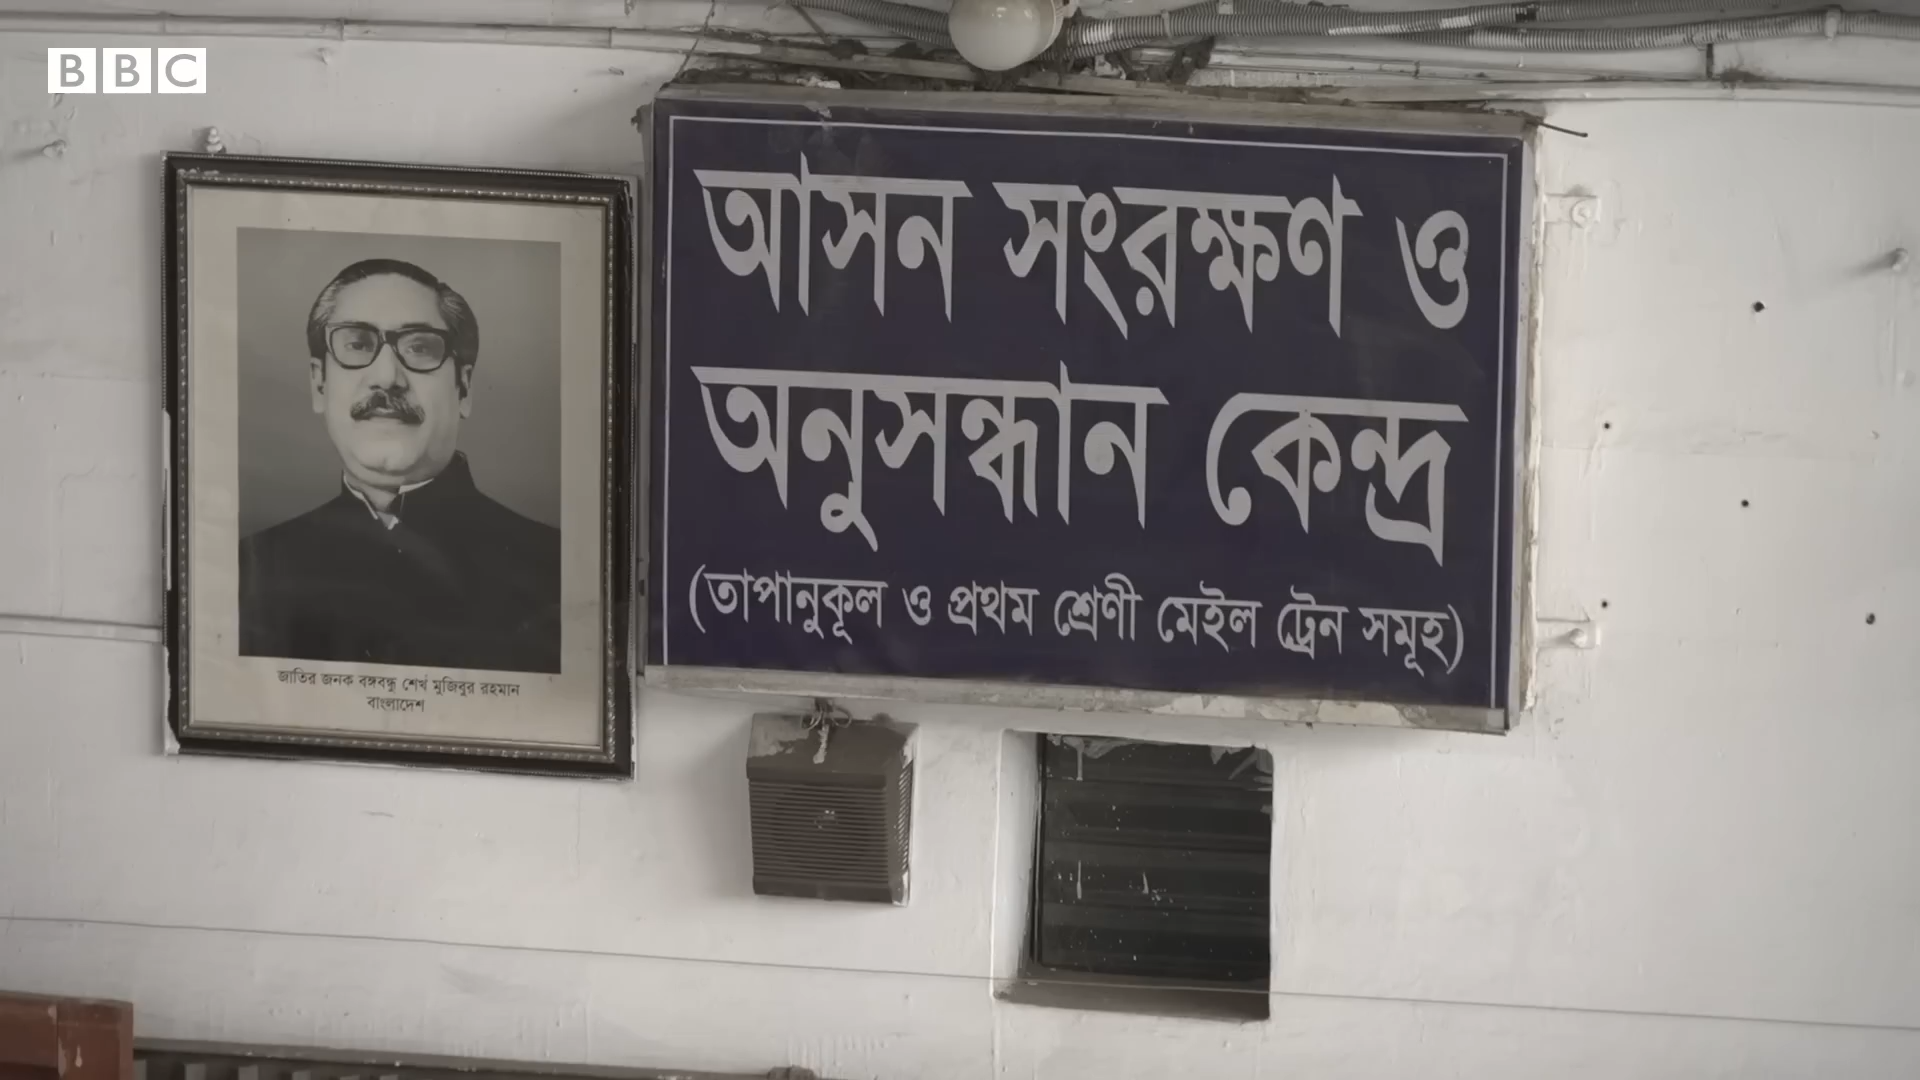 BBC
আসন সংরক্ষণ ও
অনুসন্ধান কেন্দ্র
(তাপানুকূল ও প্রথম শ্রেণী মেইল ট্রেন সমূহ)
জাতির জনক বঙ্গবন্ধু শেখ মুজিবুর রহমান
বাংলাদেশ